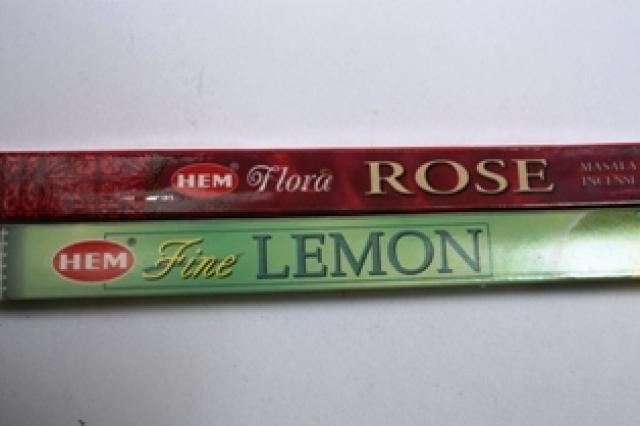 HEM Flora ROSE MASALA INCENSE
HEM Fine LEMON